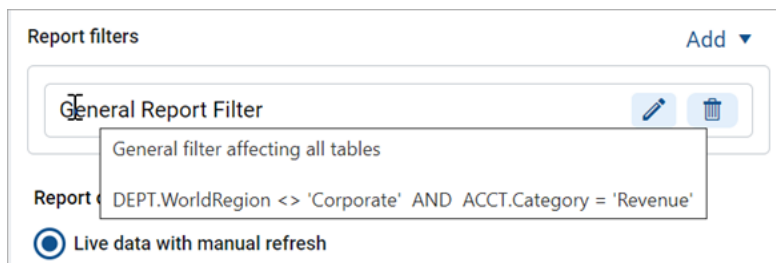 Report filters
Add
General Report Filter
General filter affecting all tables
DEPT.WorldRegion <> 'Corporate' AND ACCT.Category = 'Revenue'
Report
Live data with manual refresh